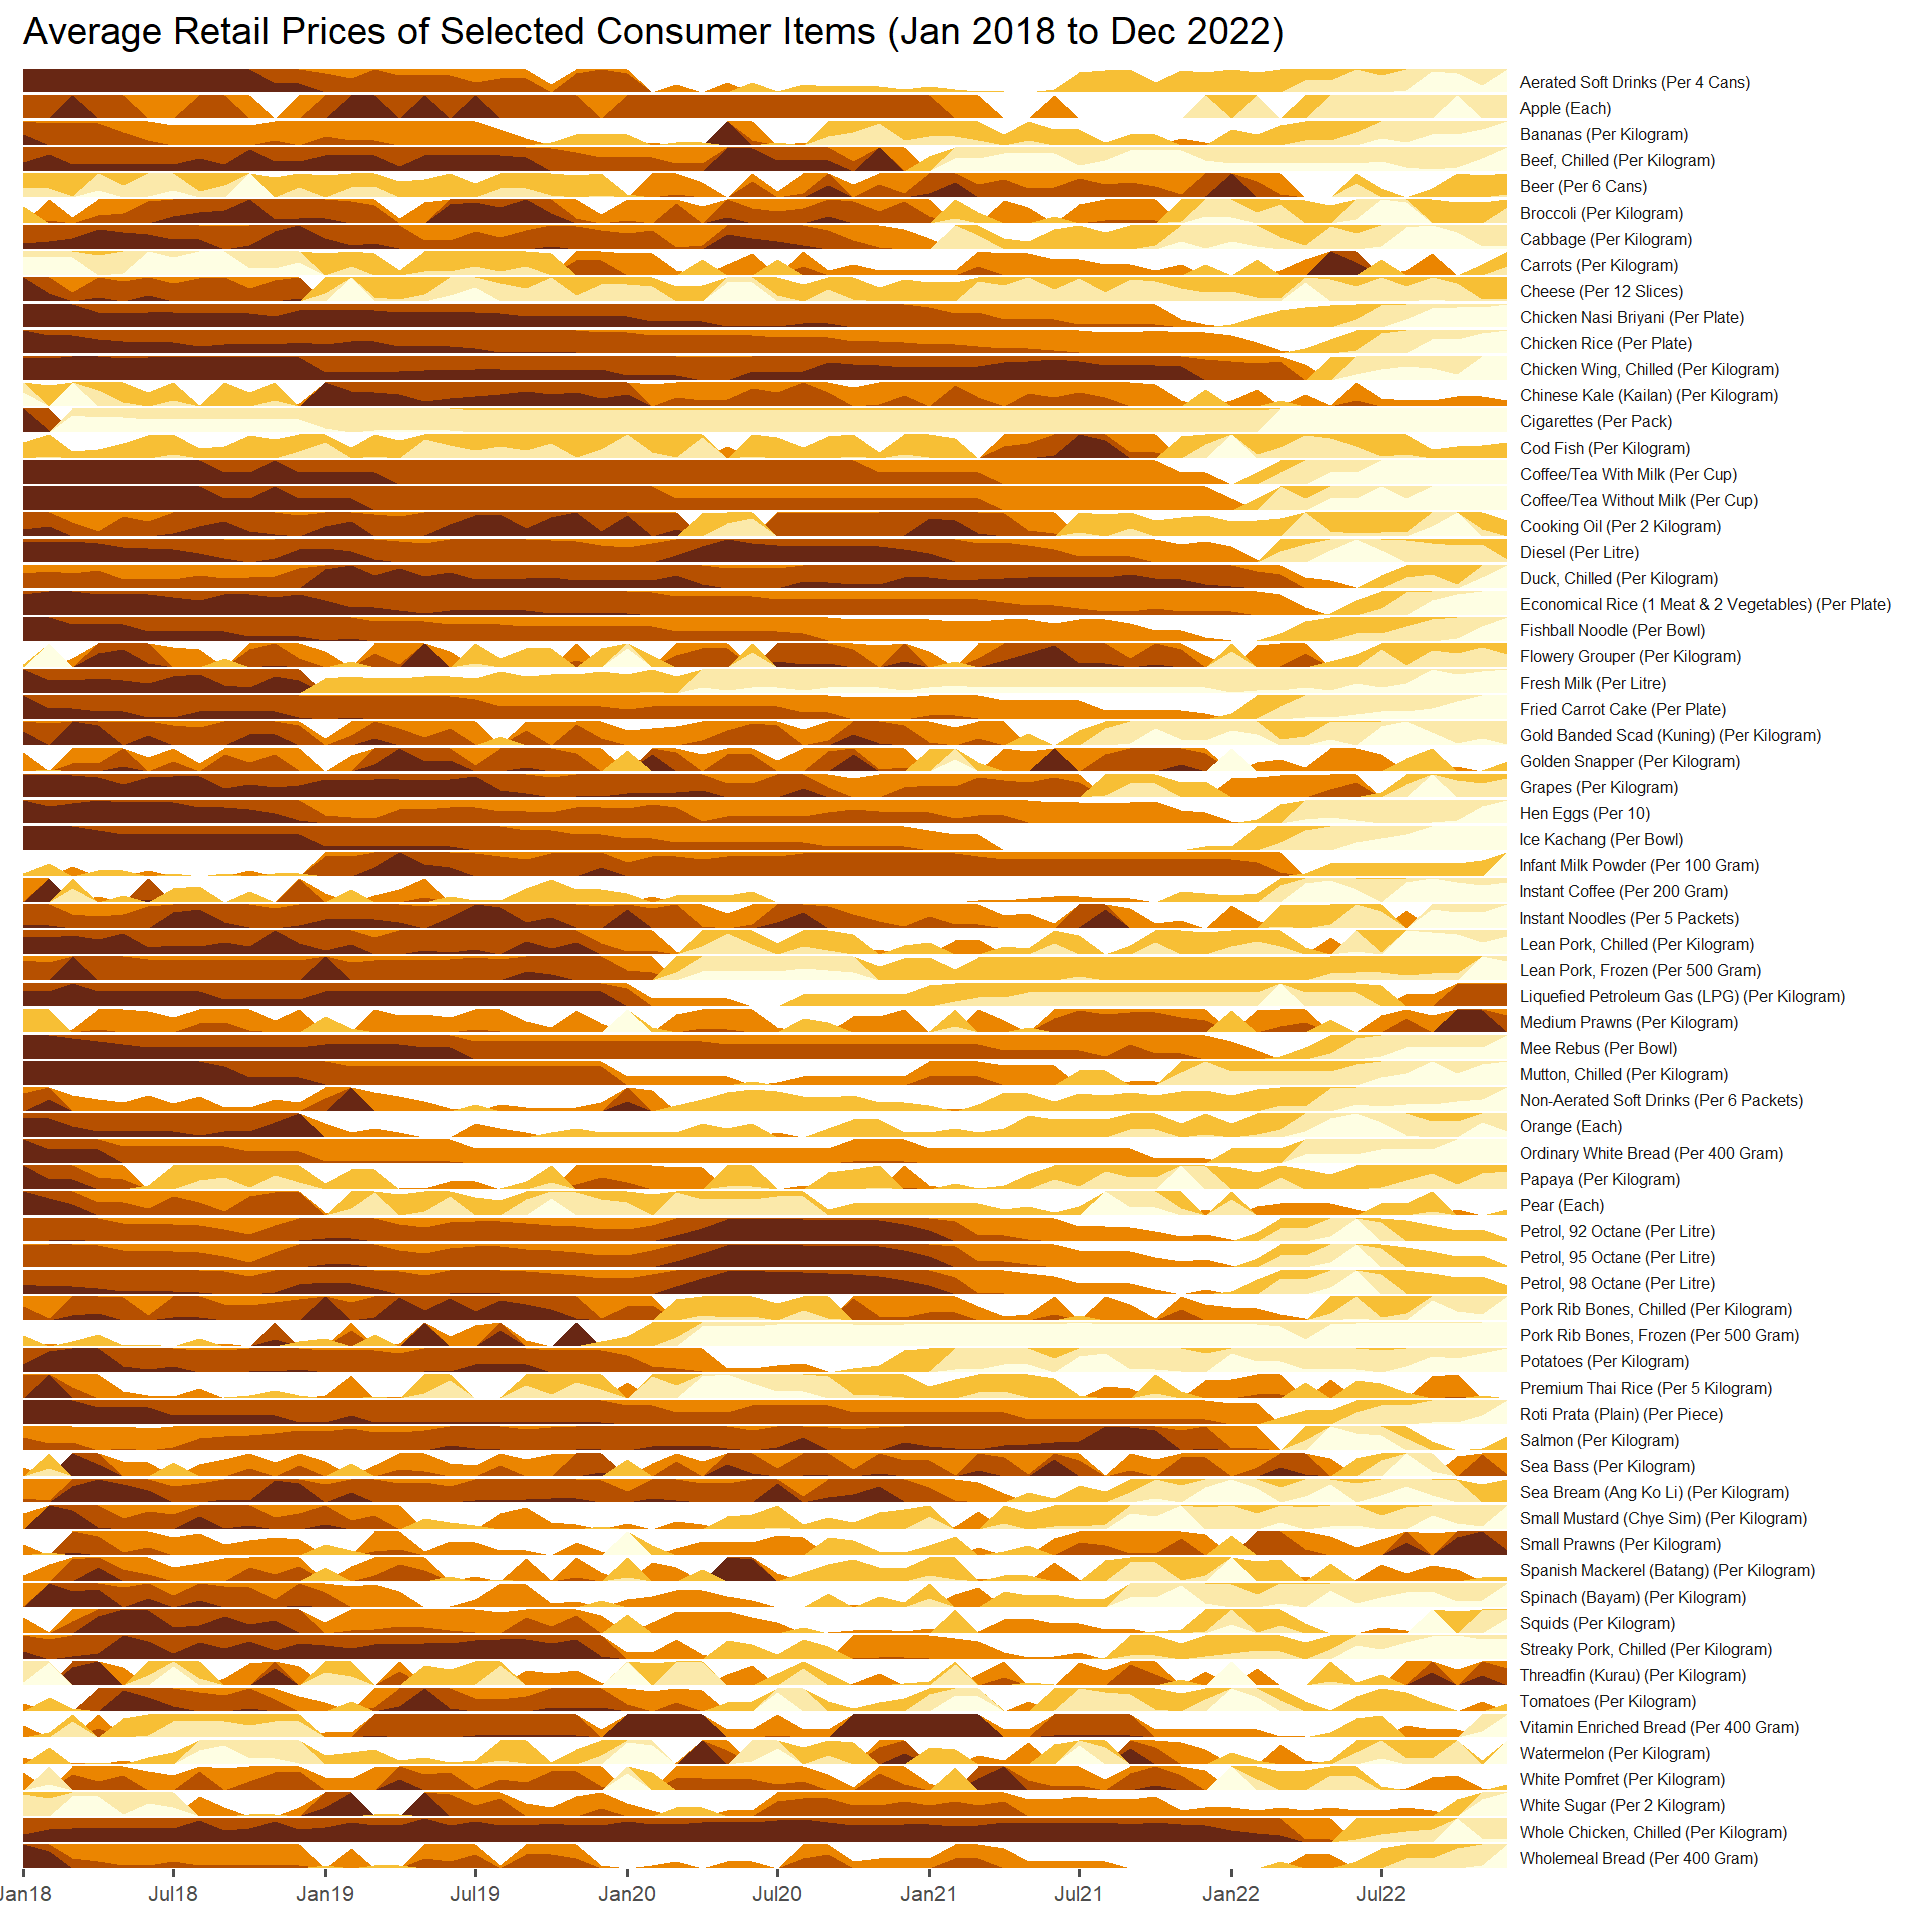 Average Retail Prices of Selected Consumer Items (Jan 2018 to Dec 2022)
Aerated Soft Drinks (Per 4 Cans)
Apple (Each)
Bananas (Per Kilogram)
Beef, Chilled (Per Kilogram)
Beer (Per 6 Cans)
Broccoli (Per Kilogram)
Cabbage (Per Kilogram)
Carrots (Per Kilogram)
Cheese (Per 12 Slices)
Chicken Nasi Briyani (Per Plate)
Chicken Rice (Per Plate)
Chicken Wing, Chilled (Per Kilogram)
Chinese Kale (Kailan) (Per Kilogram)
Cigarettes (Per Pack)
Cod Fish (Per Kilogram)
Coffee/Tea With Milk (Per Cup)
Coffee/Tea Without Milk (Per Cup)
Cooking Oil (Per 2 Kilogram)
Diesel (Per Litre)
Duck, Chilled (Per Kilogram)
Economical Rice (1 Meat & 2 Vegetables) (Per Plate)
Fishball Noodle (Per Bowl)
Flowery Grouper (Per Kilogram)
Fresh Milk (Per Litre)
Fried Carrot Cake (Per Plate)
Gold Banded Scad (Kuning) (Per Kilogram)
Golden Snapper (Per Kilogram)
Grapes (Per Kilogram)
Hen Eggs (Per 10)
Ice Kachang (Per Bowl)
Infant Milk Powder (Per 100 Gram)
Instant Coffee (Per 200 Gram)
Instant Noodles (Per 5 Packets)
Lean Pork, Chilled (Per Kilogram)
Lean Pork, Frozen (Per 500 Gram)
Liquefied Petroleum Gas (LPG) (Per Kilogram)
Medium Prawns (Per Kilogram)
Mee Rebus (Per Bowl)
Mutton, Chilled (Per Kilogram)
Non-Aerated Soft Drinks (Per 6 Packets)
Orange (Each)
Ordinary White Bread (Per 400 Gram)
Papaya (Per Kilogram)
Pear (Each)
Petrol, 92 Octane (Per Litre)
Petrol, 95 Octane (Per Litre)
Petrol, 98 Octane (Per Litre)
Pork Rib Bones, Chilled (Per Kilogram)
Pork Rib Bones, Frozen (Per 500 Gram)
Potatoes (Per Kilogram)
Premium Thai Rice (Per 5 Kilogram)
Roti Prata (Plain) (Per Piece)
Salmon (Per Kilogram)
Sea Bass (Per Kilogram)
Sea Bream (Ang Ko Li) (Per Kilogram)
Small Mustard (Chye Sim) (Per Kilogram)
Small Prawns (Per Kilogram)
Spanish Mackerel (Batang) (Per Kilogram)
Spinach (Bayam) (Per Kilogram)
Squids (Per Kilogram)
Streaky Pork, Chilled (Per Kilogram)
Threadfin (Kurau) (Per Kilogram)
Tomatoes (Per Kilogram)
Vitamin Enriched Bread (Per 400 Gram)
Watermelon (Per Kilogram)
White Pomfret (Per Kilogram)
White Sugar (Per 2 Kilogram)
Whole Chicken, Chilled (Per Kilogram)
Wholemeal Bread (Per 400 Gram)
Jan18 Jul18 Jan19 Jul19 Jan20 Jul20 Jan21 Jul21 Jan22 Jul22